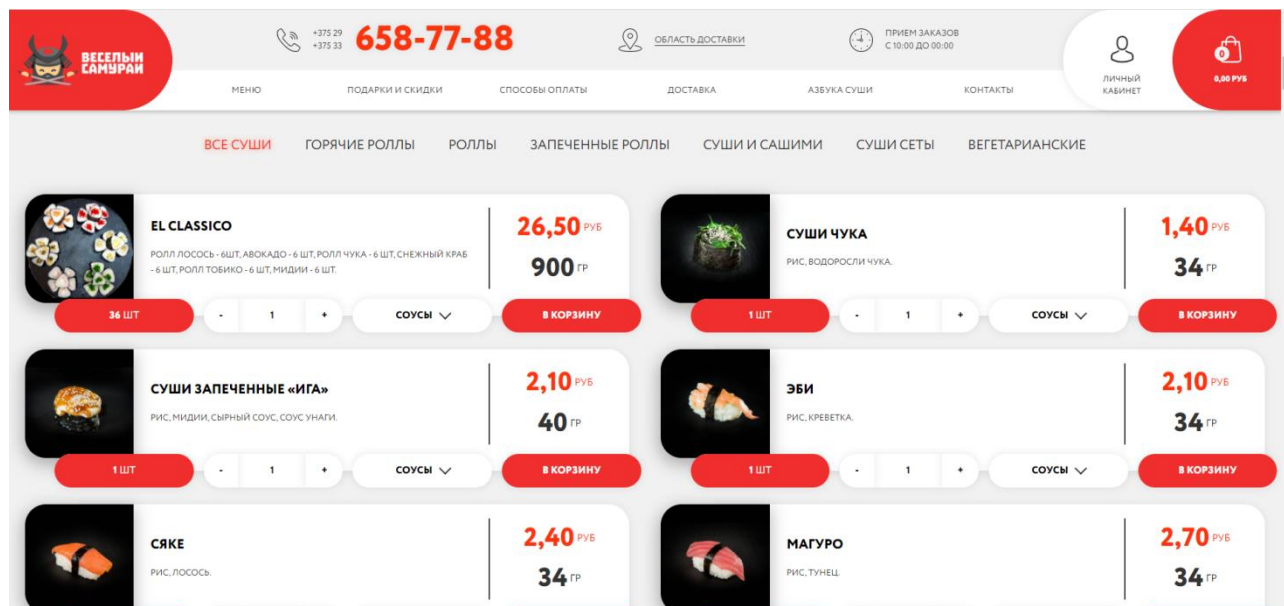 ВЕСЕЛЫЙ
САМУРАЙ
+375 29
+375 33
658-77-88
ОБЛАСТЬ ДОСТАВКИ
ПРИЕМ ЗАКАЗОВ
С 10:00 ДО 00:00
ЛИЧНЫЙ
КАБИНЕТ
0
0,00 РУБ
МЕНЮ ПОДАРКИ И СКИДКИ СПОСОБЫ ОПЛАТЫ ДОСТАВКА АЗБУКА СУШИ КОНТАКТЫ
ВСЕ СУШИ ГОРЯЧИЕ РОЛЛЫ РОЛЛЫ ЗАПЕЧЕННЫЕ РОЛЛЫ СУШИ И САШИМИ СУШИ СЕТЫ ВЕГЕТАРИАНСКИЕ
EL CLASSICO
РОЛЛ ЛОСОСЬ - 6ШТ, АВОКАДО - 6 ШТ, РОЛЛ ЧУКА - 6 ШТ, СНЕЖНЫЙ КРАБ
- 6 ШТ, РОЛЛ ТОБИКО - 6 ШТ, МИДИИ - 6 ШТ.
26,50 РУБ
900 ГР
36 ШТ - 1 + СОУСЫ В КОРЗИНУ
СУШИ ЧУКА
РИС, ВОДОРОСЛИ ЧУКА.
1,40 РУБ
34 ГР
1 ШТ - 1 + СОУСЫ В КОРЗИНУ
СУШИ ЗАПЕЧЕННЫЕ «ИГА»
РИС, МИДИИ, СЫРНЫЙ СОУС, СОУС УНАГИ.
2,10 РУБ
40 ГР
1 ШТ - 1 + СОУСЫ В КОРЗИНУ
ЭБИ
РИС, КРЕВЕТКА.
2,10 РУБ
34 ГР
1 ШТ - 1 + СОУСЫ В КОРЗИНУ
СЯКЕ
РИС, ЛОСОСЬ.
2,40 РУБ
34 ГР
МАГУРО
РИС, ТУНЕЦ.
2,70 РУБ
34 ГР